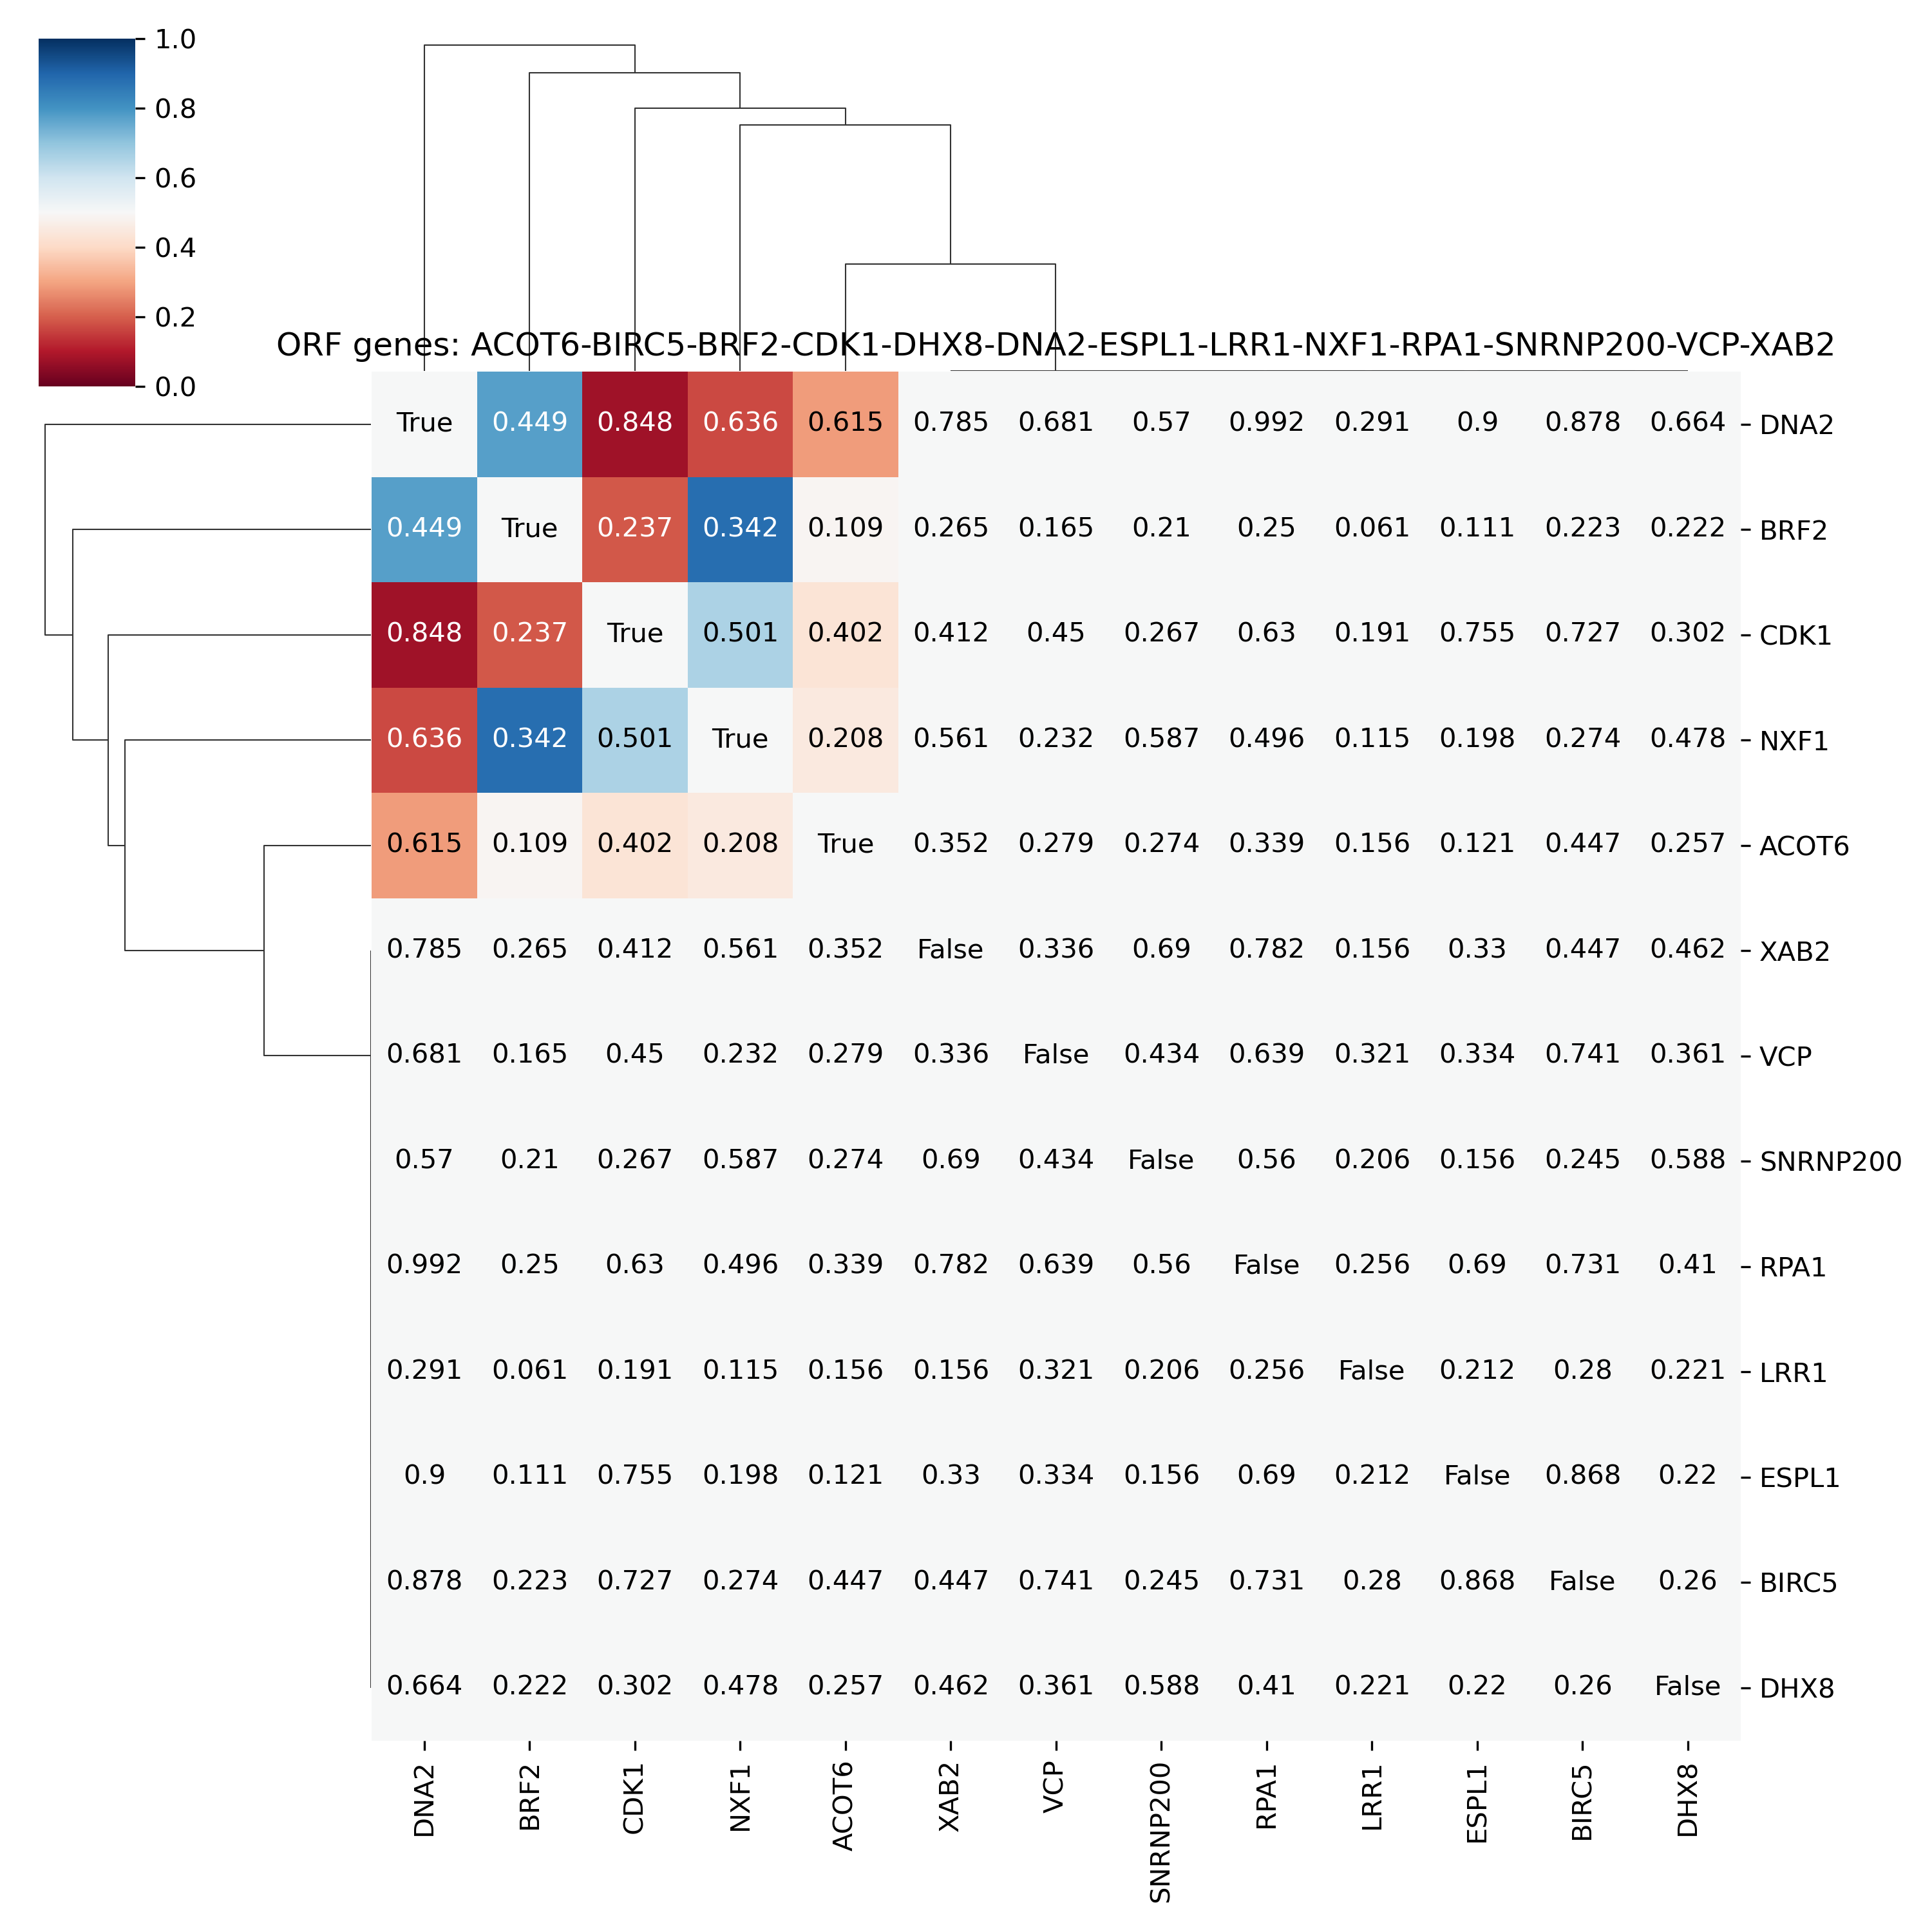 1.0
0.8
0.6
0.4
0.2
0.0
ORF genes: ACOT6-BIRC5-BRF2-CDK1-DHX8-DNA2-ESPL1-LRR1-NXF1-RPA1-SNRNP200-VCP-XAB2
True 0.449 0.848 0.636 0.615 0.785 0.681 0.57 0.992 0.291 0.9 0.878 0.664 DNA2
0.449 True 0.237 0.342 0.109 0.265 0.165 0.21 0.25 0.061 0.111 0.223 0.222 BRF2
0.848 0.237 True 0.501 0.402 0.412 0.45 0.267 0.63 0.191 0.755 0.727 0.302 CDK1
0.636 0.342 0.501 True 0.208 0.561 0.232 0.587 0.496 0.115 0.198 0.274 0.478 NXF1
0.615 0.109 0.402 0.208 True 0.352 0.279 0.274 0.339 0.156 0.121 0.447 0.257 ACOT6
0.785 0.265 0.412 0.561 0.352 False 0.336 0.69 0.782 0.156 0.33 0.447 0.462 XAB2
0.681 0.165 0.45 0.232 0.279 0.336 False 0.434 0.639 0.321 0.334 0.741 0.361 VCP
0.57 0.21 0.267 0.587 0.274 0.69 0.434 False 0.56 0.206 0.156 0.245 0.588 SNRNP200
0.992 0.25 0.63 0.496 0.339 0.782 0.639 0.56 False 0.256 0.69 0.731 0.41 RPA1
0.291 0.061 0.191 0.115 0.156 0.156 0.321 0.206 0.256 False 0.212 0.28 0.221 LRR1
0.9 0.111 0.755 0.198 0.121 0.33 0.334 0.156 0.69 0.212 False 0.868 0.22 ESPL1
0.878 0.223 0.727 0.274 0.447 0.447 0.741 0.245 0.731 0.28 0.868 False 0.26 BIRC5
0.664 0.222 0.302 0.478 0.257 0.462 0.361 0.588 0.41 0.221 0.22 0.26 False DHX8
DNA2 BRF2 CDK1 NXF1 ACOT6 XAB2 VCP SNRNP200 RPA1 LRR1 ESPL1 BIRC5 DHX8